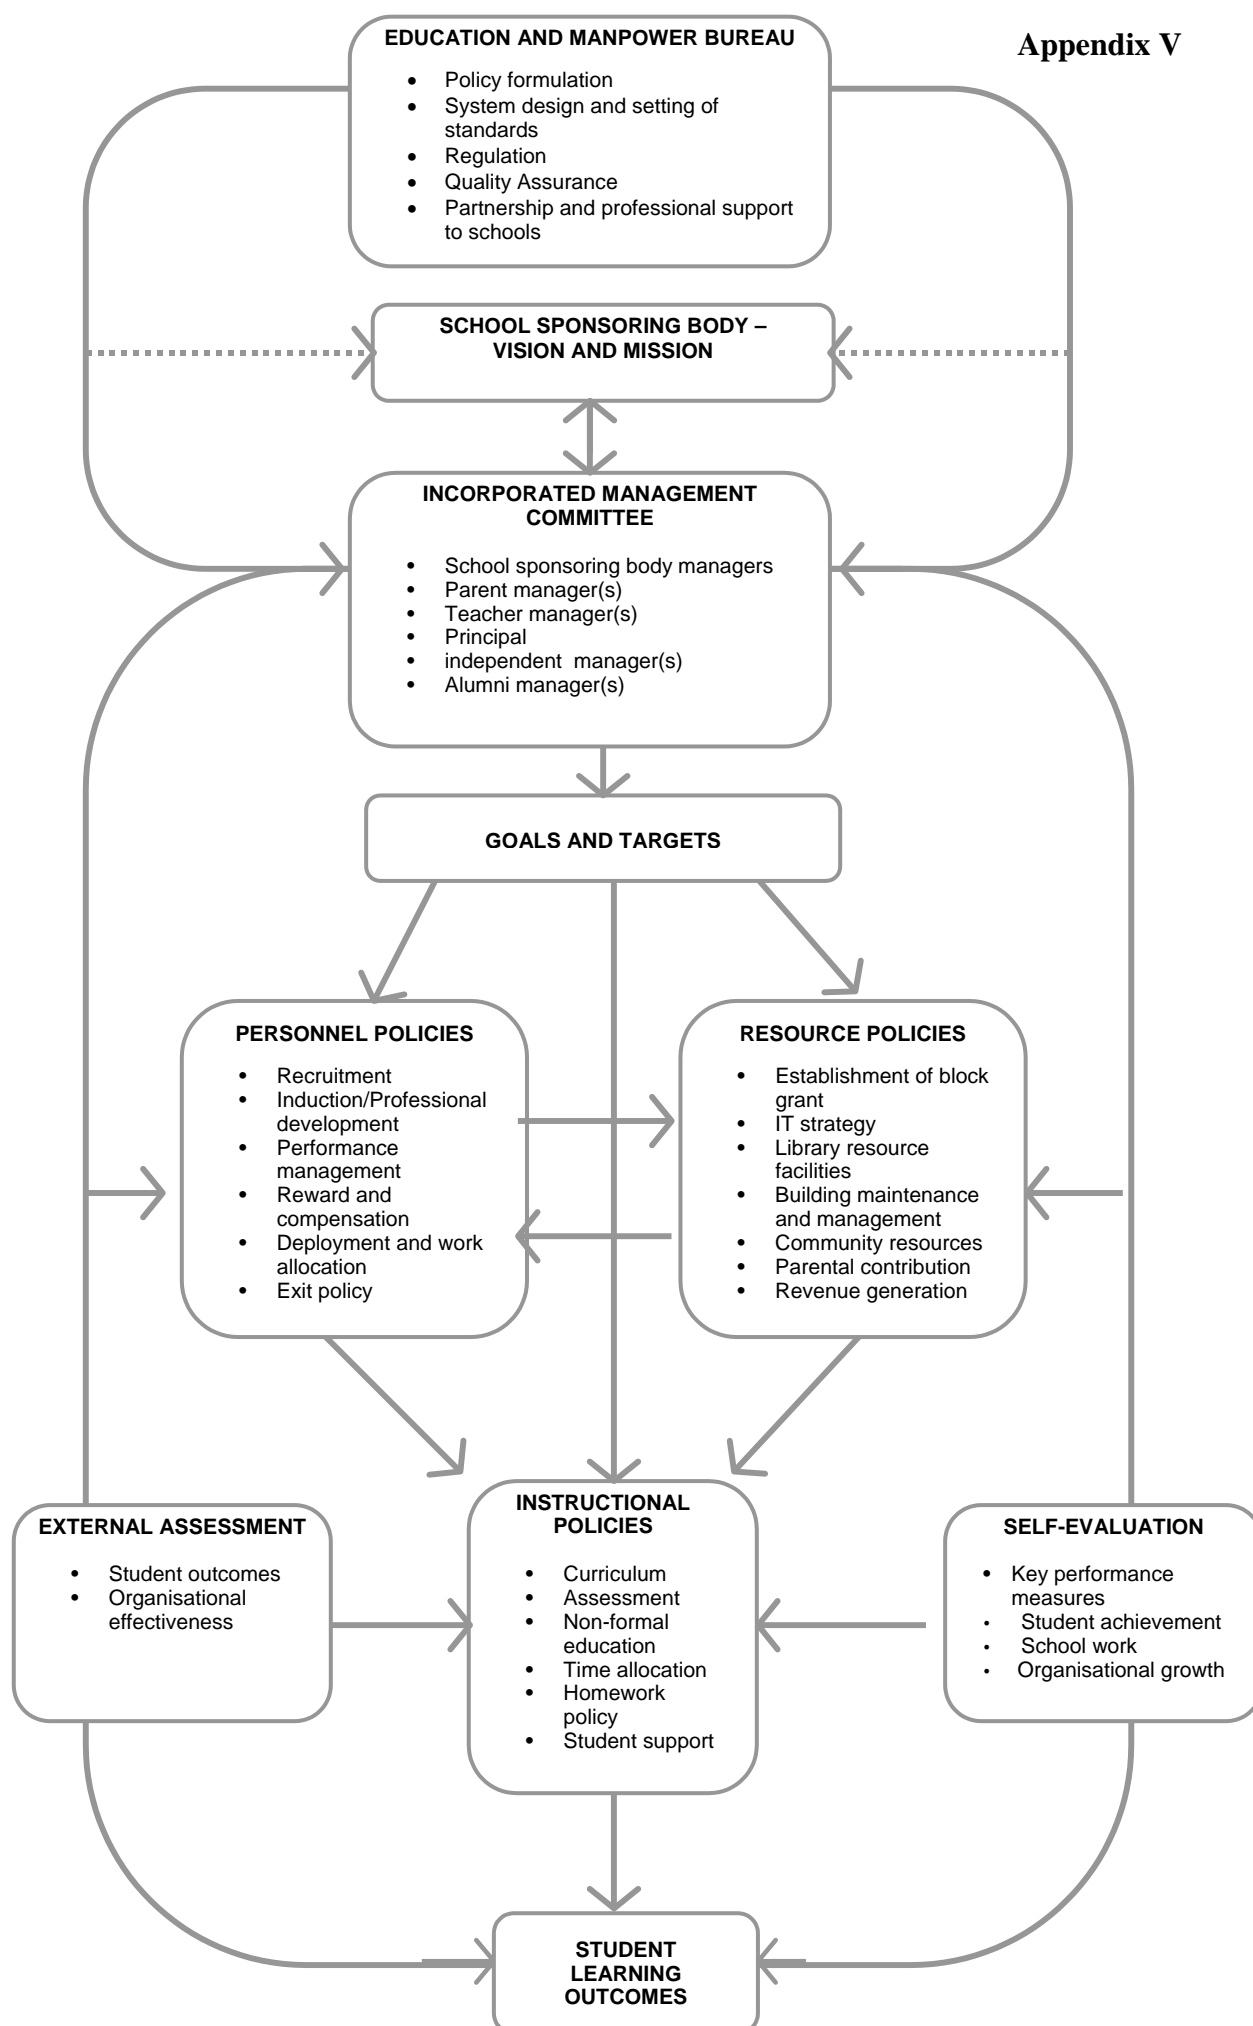 Appendix V
EDUCATION AND MANPOWER BUREAU
• Policy formulation
• System design and setting of
standards
• Regulation
• Quality Assurance
• Partnership and professional support
to schools
SCHOOL SPONSORING BODY –
VISION AND MISSION
INCORPORATED MANAGEMENT
COMMITTEE
• School sponsoring body managers
• Parent manager(s)
• Teacher manager(s)
• Principal
• independent manager(s)
• Alumni manager(s)
GOALS AND TARGETS
PERSONNEL POLICIES
• Recruitment
• Induction/Professional
development
• Performance
management
• Reward and
compensation
• Deployment and work
allocation
• Exit policy
RESOURCE POLICIES
• Establishment of block
grant
• IT strategy
• Library resource
facilities
• Building maintenance
and management
• Community resources
• Parental contribution
• Revenue generation
EXTERNAL ASSESSMENT
• Student outcomes
• Organisational
effectiveness
INSTRUCTIONAL
POLICIES
• Curriculum
• Assessment
• Non-formal
education
• Time allocation
• Homework
policy
• Student support
SELF-EVALUATION
• Key performance
measures
• Student achievement
• School work
• Organisational growth
STUDENT
LEARNING
OUTCOMES